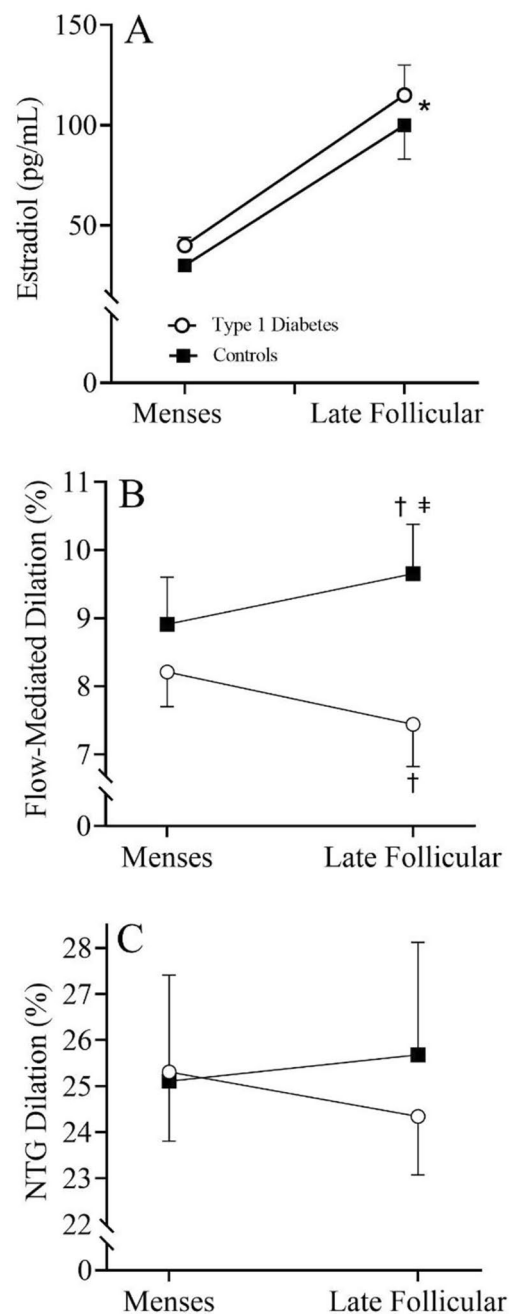 A
150
100
50
0
Estradiol (pg/mL)
*
Type 1 Diabetes
Controls
Menses Late Follicular
B
11
10
9
8
7
0
Flow-Mediated Dilation (%)
† ‡
†
Menses Late Follicular
C
28
27
26
25
24
23
22
0
NTG Dilation (%)
Menses Late Follicular